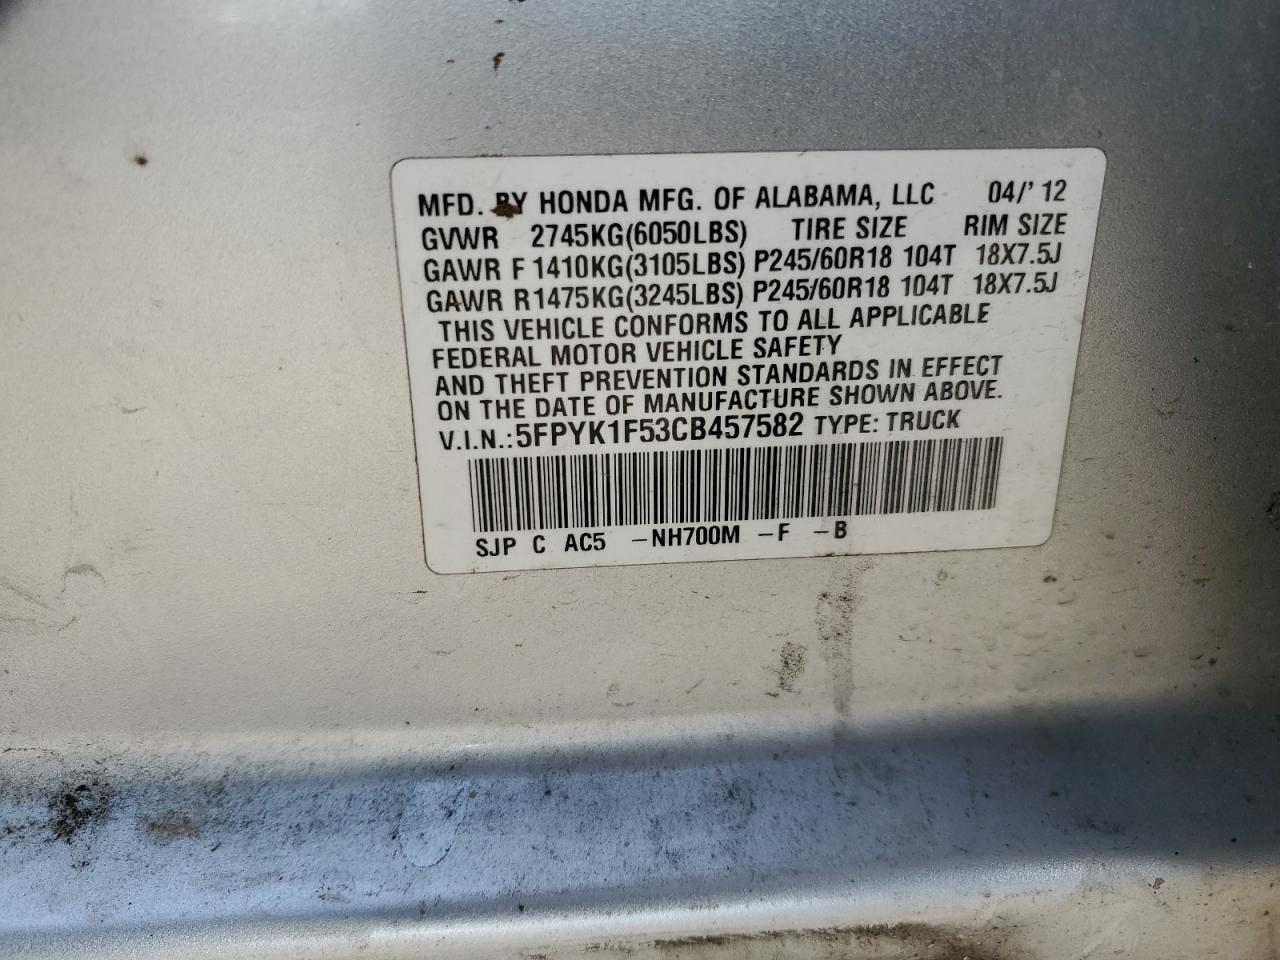 MFD. BY HONDA MFG. OF ALABAMA, LLC 04/' 12
GVWR 2745KG(6050LBS) TIRE SIZE RIM SIZE
GAWR F 1410KG(3105LBS) P245/60R18 104T 18X7.5J
GAWR R1475KG(3245LBS) P245/60R18 104T 18X7.5J
THIS VEHICLE CONFORMS TO ALL APPLICABLE
FEDERAL MOTOR VEHICLE SAFETY
AND THEFT PREVENTION STANDARDS IN EFFECT
ON THE DATE OF MANUFACTURE SHOWN ABOVE.
V.I.N.:5FPYK1F53CB457582 TYPE: TRUCK
SJP C AC5 -NH700M -F -B